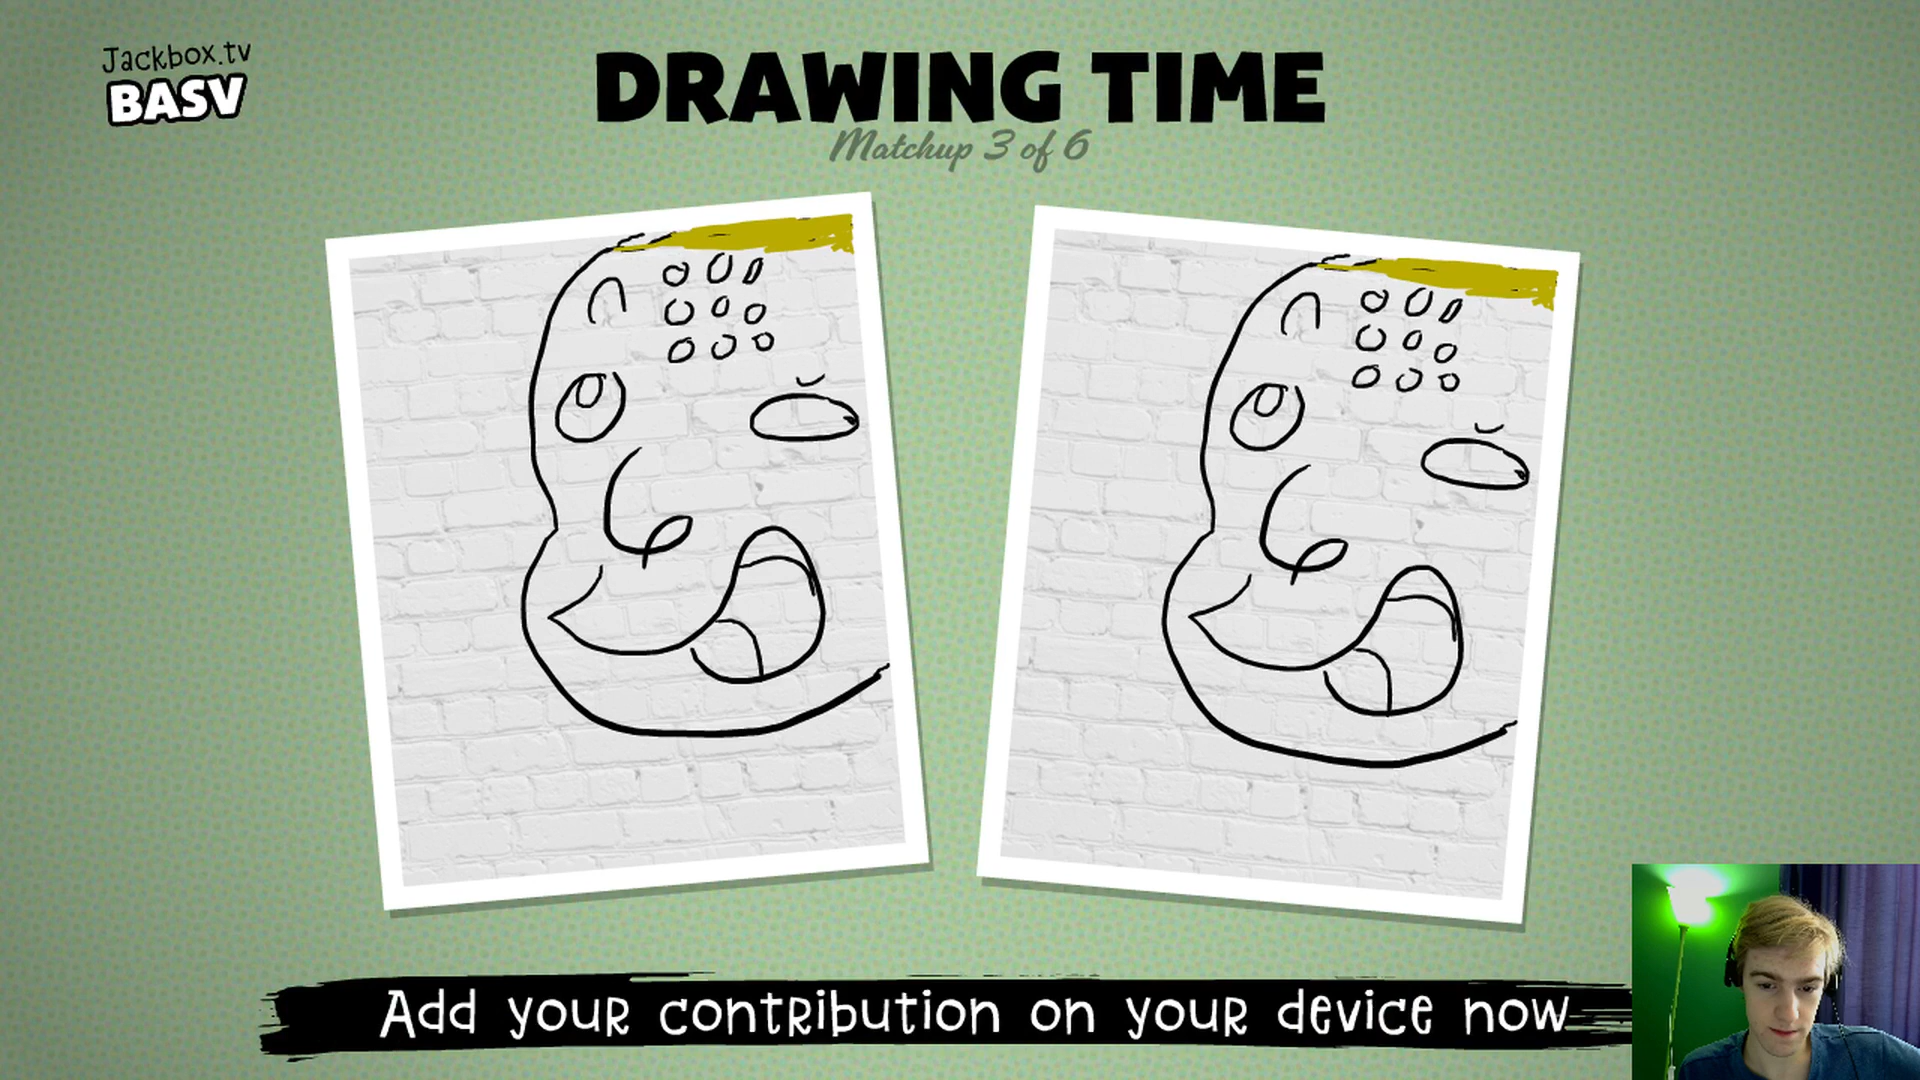 Jackbox.tv
BASV
DRAWING TIME
Matchup 3 of 6
Add your contribution on your device now